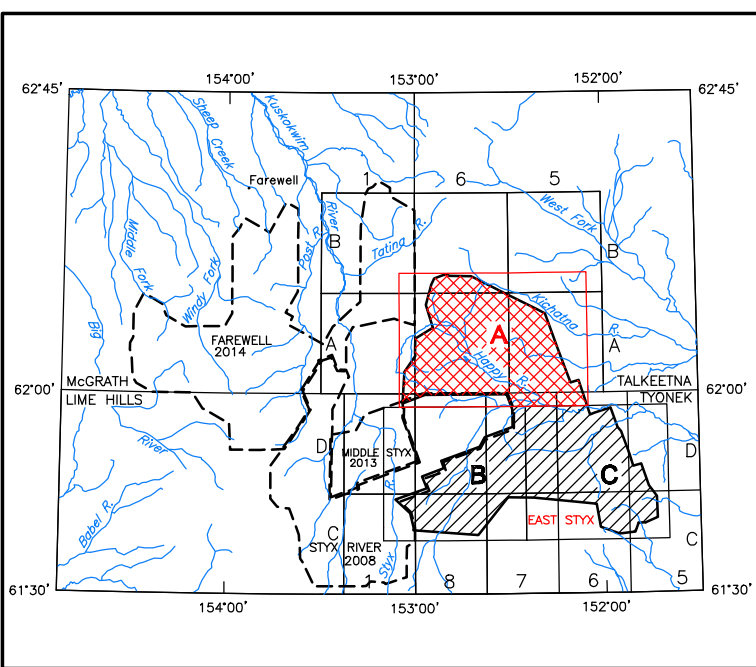 154°00' 153°00' 152°00'
62°45' 62°45'
Kuskokwim
Sheep Creek
Farewell
1 6 5
River
West Fork
Post R.
Tatina R.
B B
Middle Fork
Windy Fork
Kichatna R.
Big
FAREWELL
2014
A A A
Happy R.
McGRATH TALKEETNA
62°00' 62°00'
LIME HILLS TYONEK
River
D MIDDLE STYX D
2013
B C
Babel R.
R.
C EAST STYX
STYX RIVER C
2008
Styx
61°30' 1 8 7 6 5 61°30'
154°00' 153°00' 152°00'